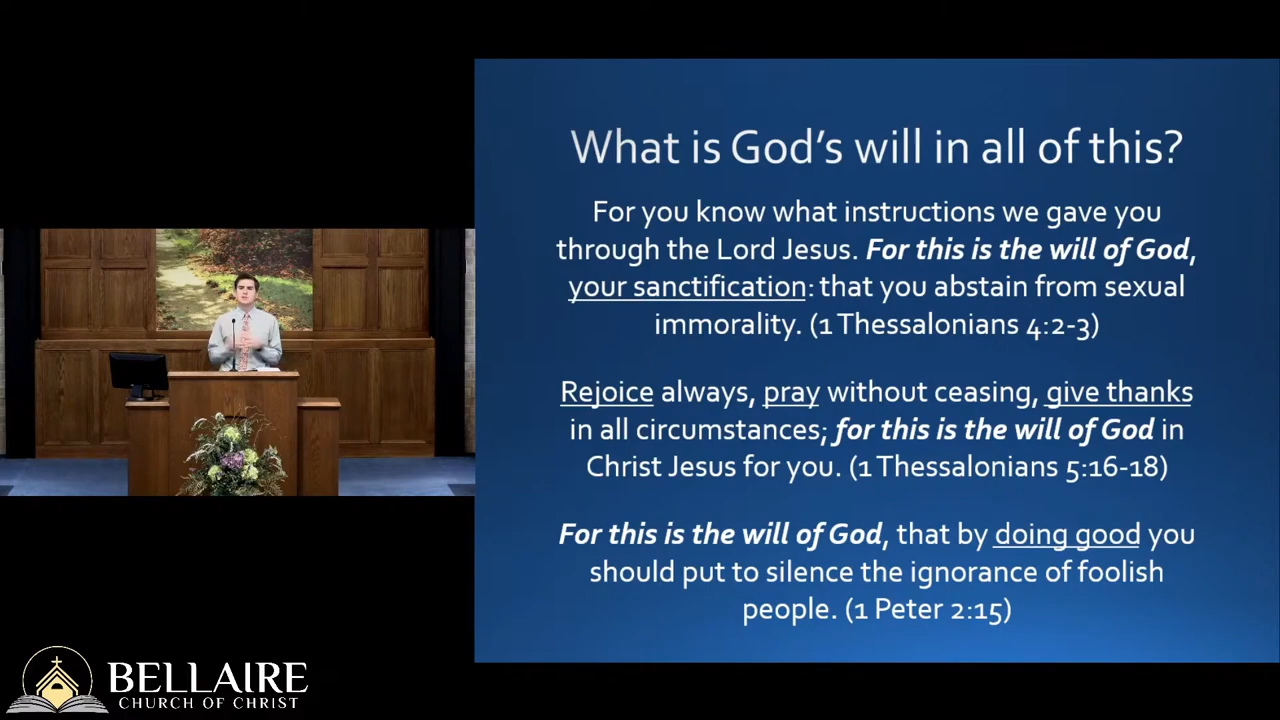 What is God's will in all of this?
For you know what instructions we gave you
through the Lord Jesus. For this is the will of God,
your sanctification: that you abstain from sexual
immorality. (1 Thessalonians 4:2-3)
Rejoice always, pray without ceasing, give thanks
in all circumstances; for this is the will of God in
Christ Jesus for you. (1 Thessalonians 5:16-18)
For this is the will of God, that by doing good you
should put to silence the ignorance of foolish
people. (1 Peter 2:15)
BELLAIRE
CHURCH OF CHRIST